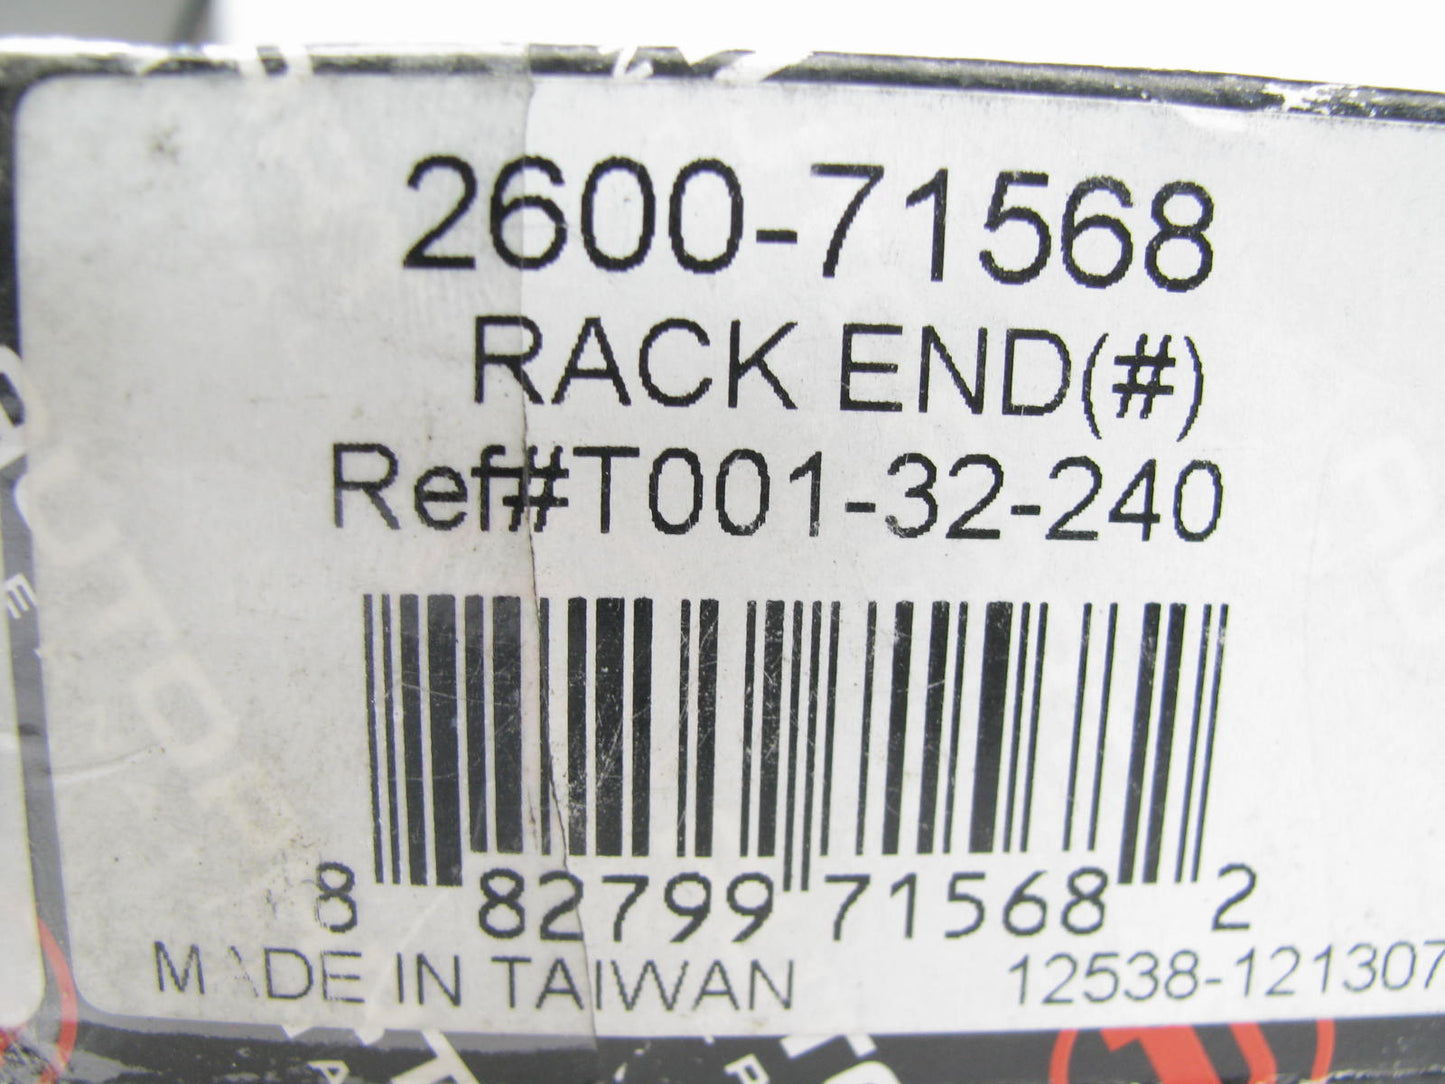 2600-71568
RACK END(#)
Ref#T001-32-240
8 82799 71568 2
MADE IN TAIWAN 12538-121307